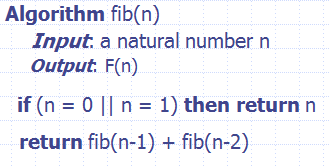 Algorithm fib(n)
Input: a natural number n
Output: F(n)
if (n = 0 || n = 1) then return n
return fib(n-1) + fib(n-2)